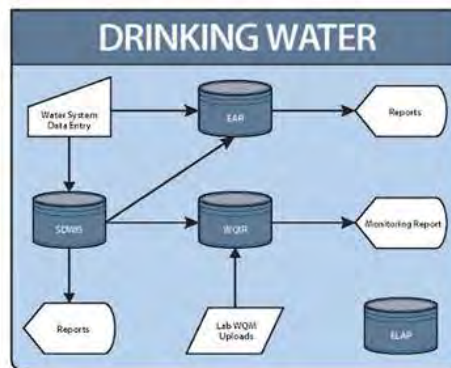 DRINKING WATER
Water System
Data Entry
EAR
Reports
SDWIS
WQIR
Monitoring Report
Reports
Lab WQM
Uploads
ELAP